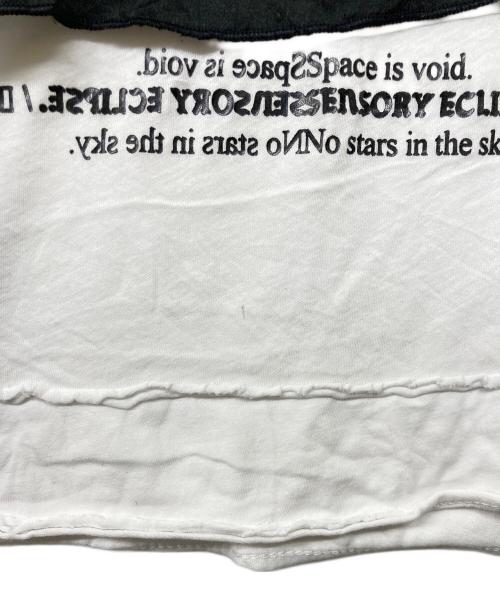 .biov si ecapSSpace is void.
\ .ESPILCE YROSNESSENSORY ECLI
.yks eht ni srats oNNo stars in the sk